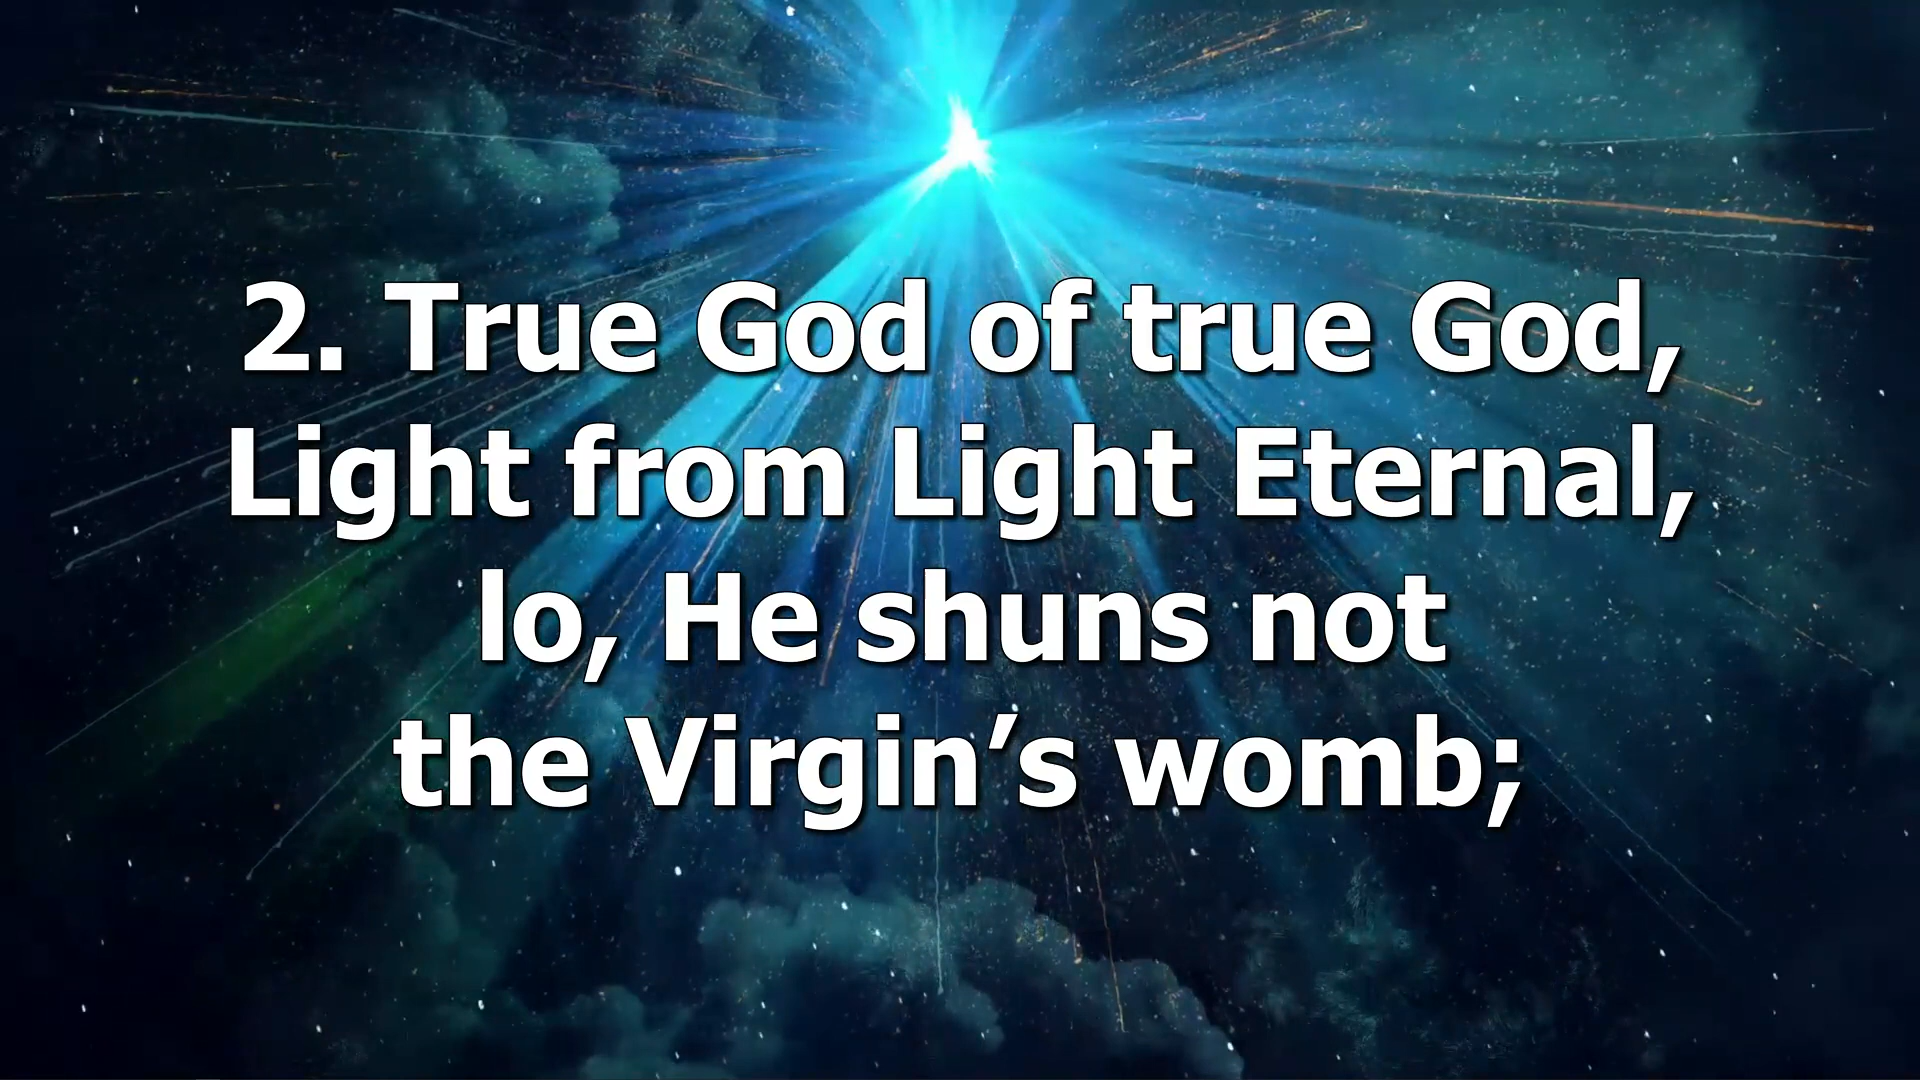 2. True God of true God,
Light from Light Eternal,
lo, He shuns not
the Virgin’s womb;